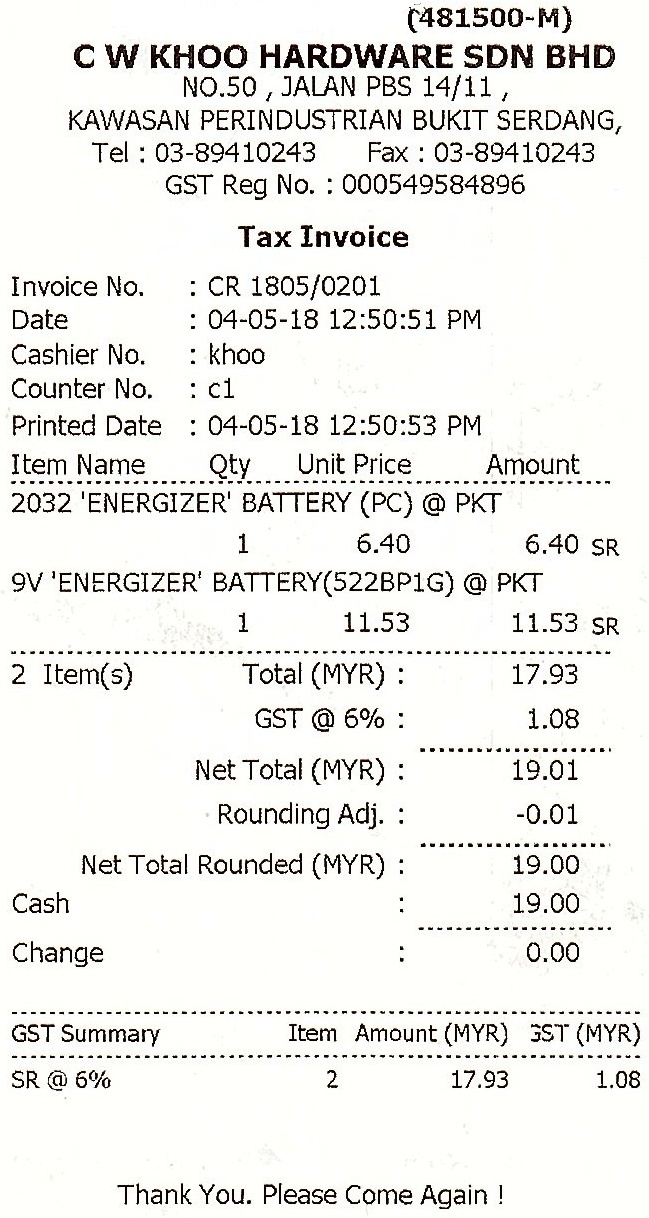 (481500-M)
C W KHOO HARDWARE SDN BHD
NO.50 , JALAN PBS 14/11 ,
KAWASAN PERINDUSTRIAN BUKIT SERDANG,
Tel : 03-89410243 Fax : 03-89410243
GST Reg No. : 000549584896
Tax Invoice
Invoice No. : CR 1805/0201
Date : 04-05-18 12:50:51 PM
Cashier No. : khoo
Counter No. : c1
Printed Date : 04-05-18 12:50:53 PM
Item Name Qty Unit Price Amount
2032 'ENERGIZER' BATTERY (PC) @ PKT
1 6.40 6.40 SR
9V 'ENERGIZER' BATTERY(522BP1G) @ PKT
1 11.53 11.53 SR
2 Item(s) Total (MYR) : 17.93
GST @ 6% : 1.08
Net Total (MYR) : 19.01
Rounding Adj. : -0.01
Net Total Rounded (MYR) : 19.00
Cash : 19.00
Change : 0.00
GST Summary Item Amount (MYR) GST (MYR)
SR @ 6% 2 17.93 1.08
Thank You. Please Come Again !